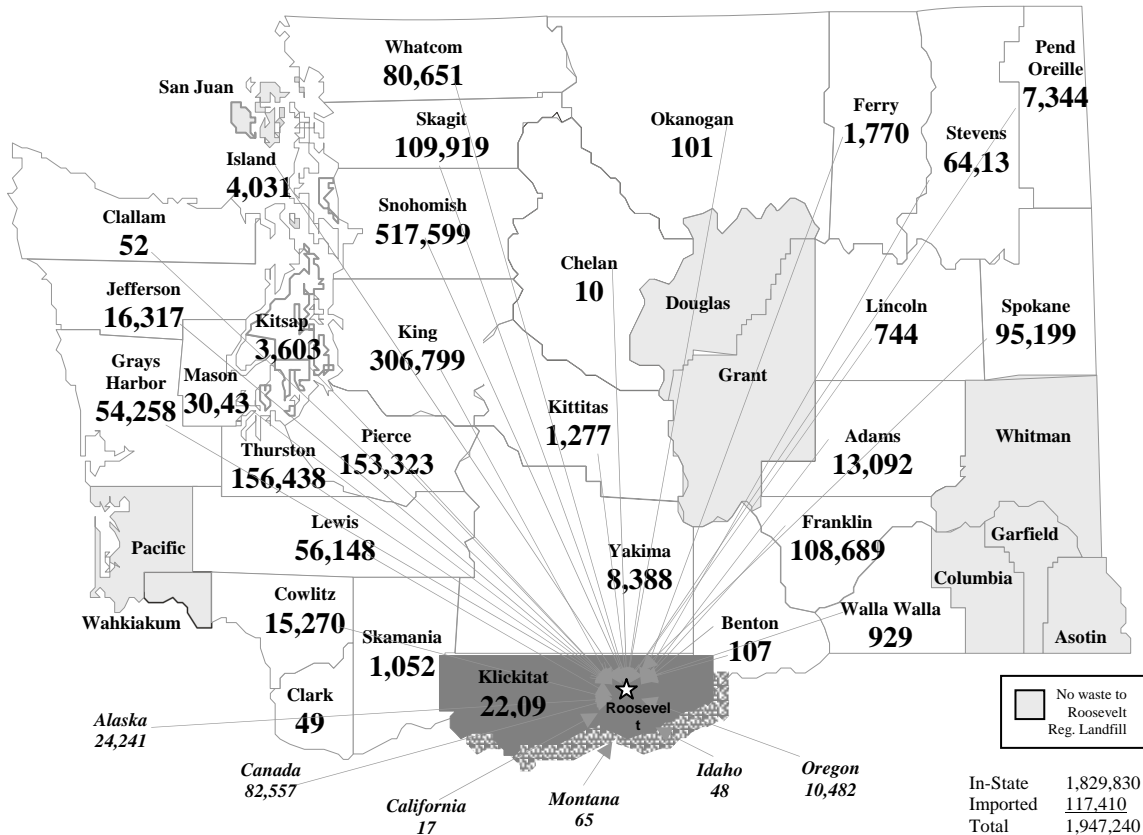 Whatcom
80,651
Pend
Oreille
7,344
San Juan
Skagit
109,919
Okanogan
101
Ferry
1,770
Stevens
64,13
Island
4,031
Clallam
52
Snohomish
517,599
Chelan
10
Douglas
Lincoln
744
Spokane
95,199
Jefferson
16,317
Kitsap
3,603
King
306,799
Grant
Grays
Harbor
54,258
Mason
30,43
Kittitas
1,277
Adams
13,092
Whitman
Thurston
156,438
Pierce
153,323
Lewis
56,148
Yakima
8,388
Franklin
108,689
Garfield
Pacific
Columbia
Wahkiakum
Cowlitz
15,270
Skamania
1,052
Benton
107
Walla Walla
929
Asotin
Klickitat
22,09
Roosevel
t
Clark
49
No waste to
Roosevelt
Reg. Landfill
Alaska
24,241
Canada
82,557
California
17
Montana
65
Idaho
48
Oregon
10,482
In-State 1,829,830
Imported 117,410
Total 1,947,240